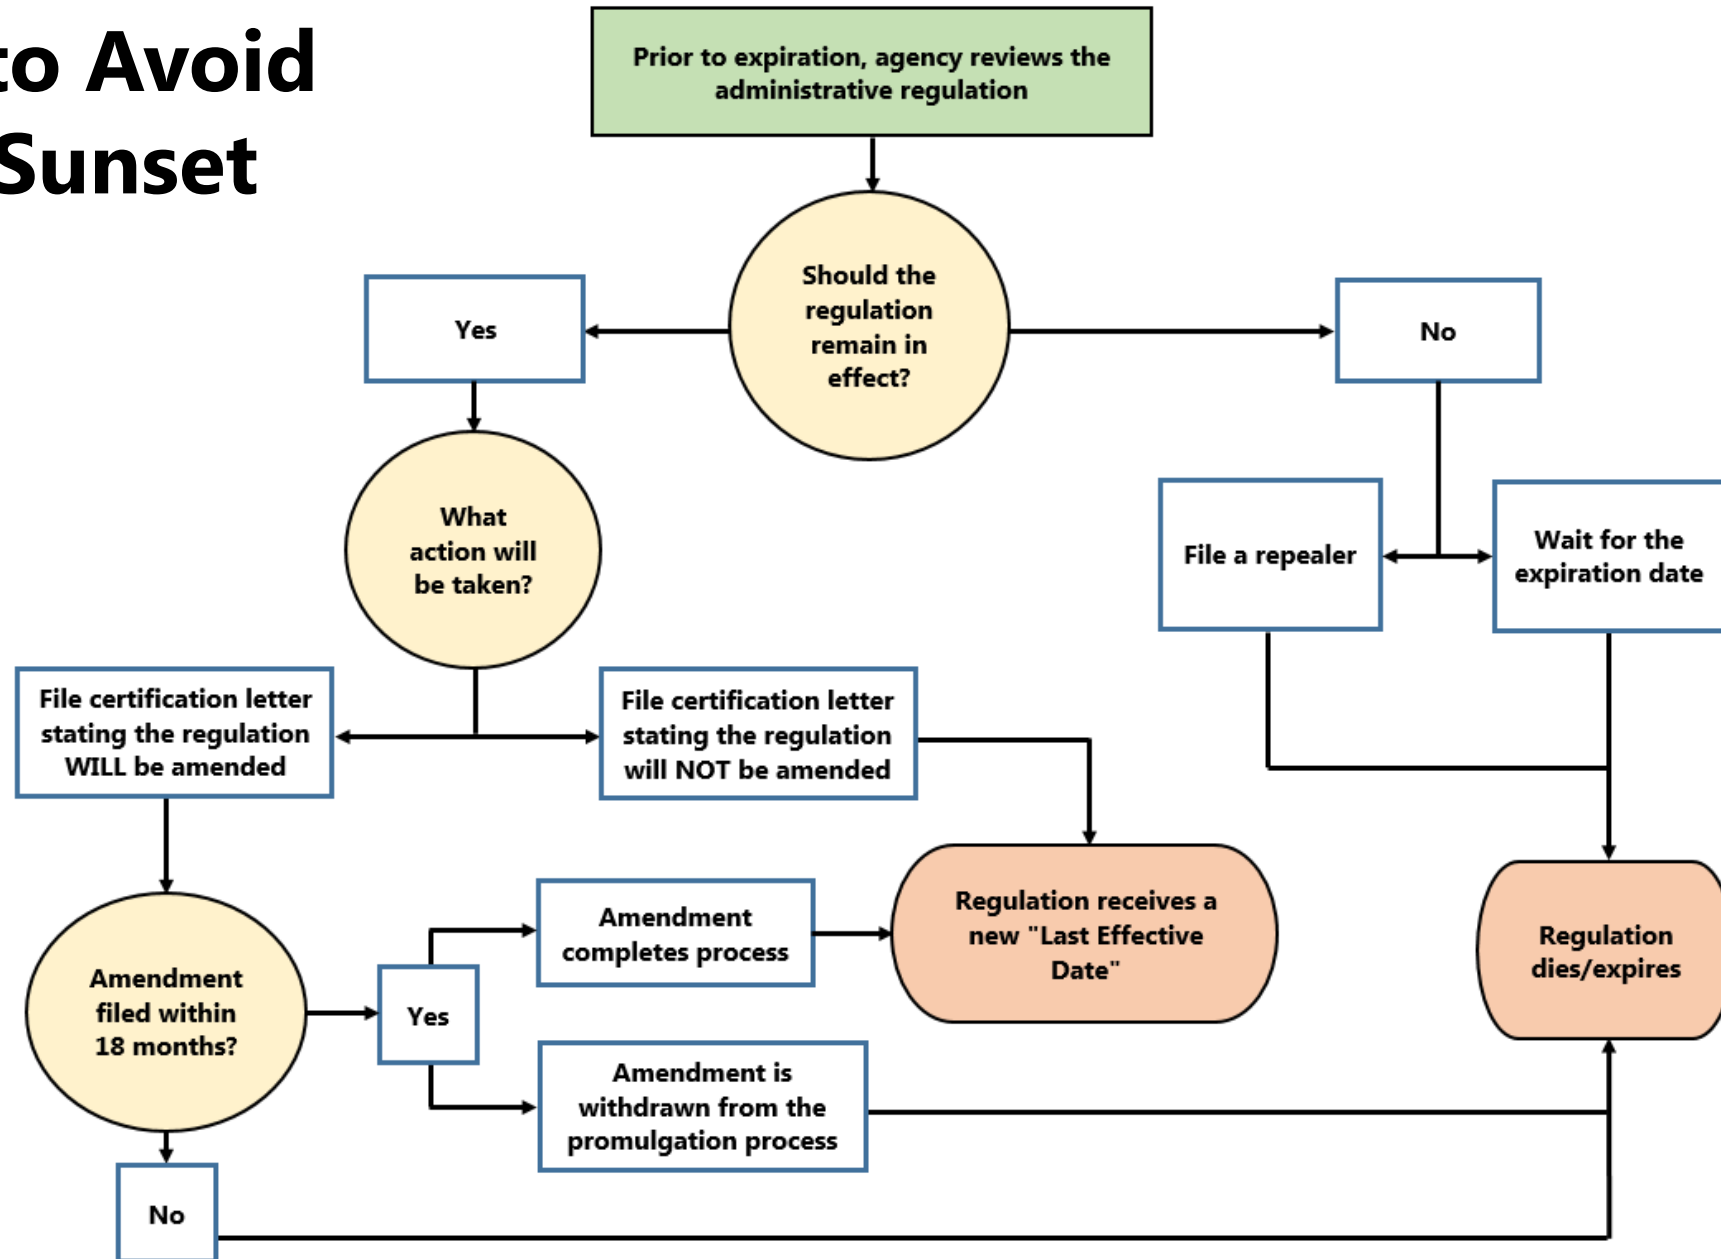 to Avoid
Sunset
Prior to expiration, agency reviews the
administrative regulation
Should the
regulation
remain in
effect?
Yes
No
What
action will
be taken?
File a repealer
Wait for the
expiration date
File certification letter
stating the regulation
WILL be amended
File certification letter
stating the regulation
will NOT be amended
Amendment
filed within
18 months?
Yes
Amendment
completes process
Regulation receives a
new "Last Effective
Date"
Regulation
dies/expires
Amendment is
withdrawn from the
promulgation process
No